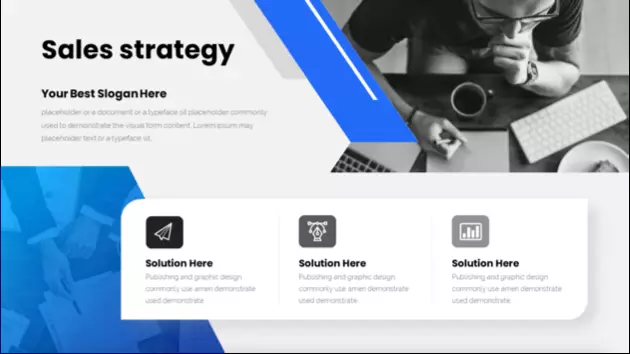 Sales strategy
Your Best Slogan Here
placeholder or a document or a typeface sit placeholder commonly
used to demonstrate the visual form content. Lorem ipsum may
placeholder text or a typeface sit.
Solution Here
Publishing and graphic design,
commonly use amen demonstrate
used demonstrate
Solution Here
Publishing and graphic design,
commonly use amen demonstrate
used demonstrate
Solution Here
Publishing and graphic design,
commonly use amen demonstrate
used demonstrate